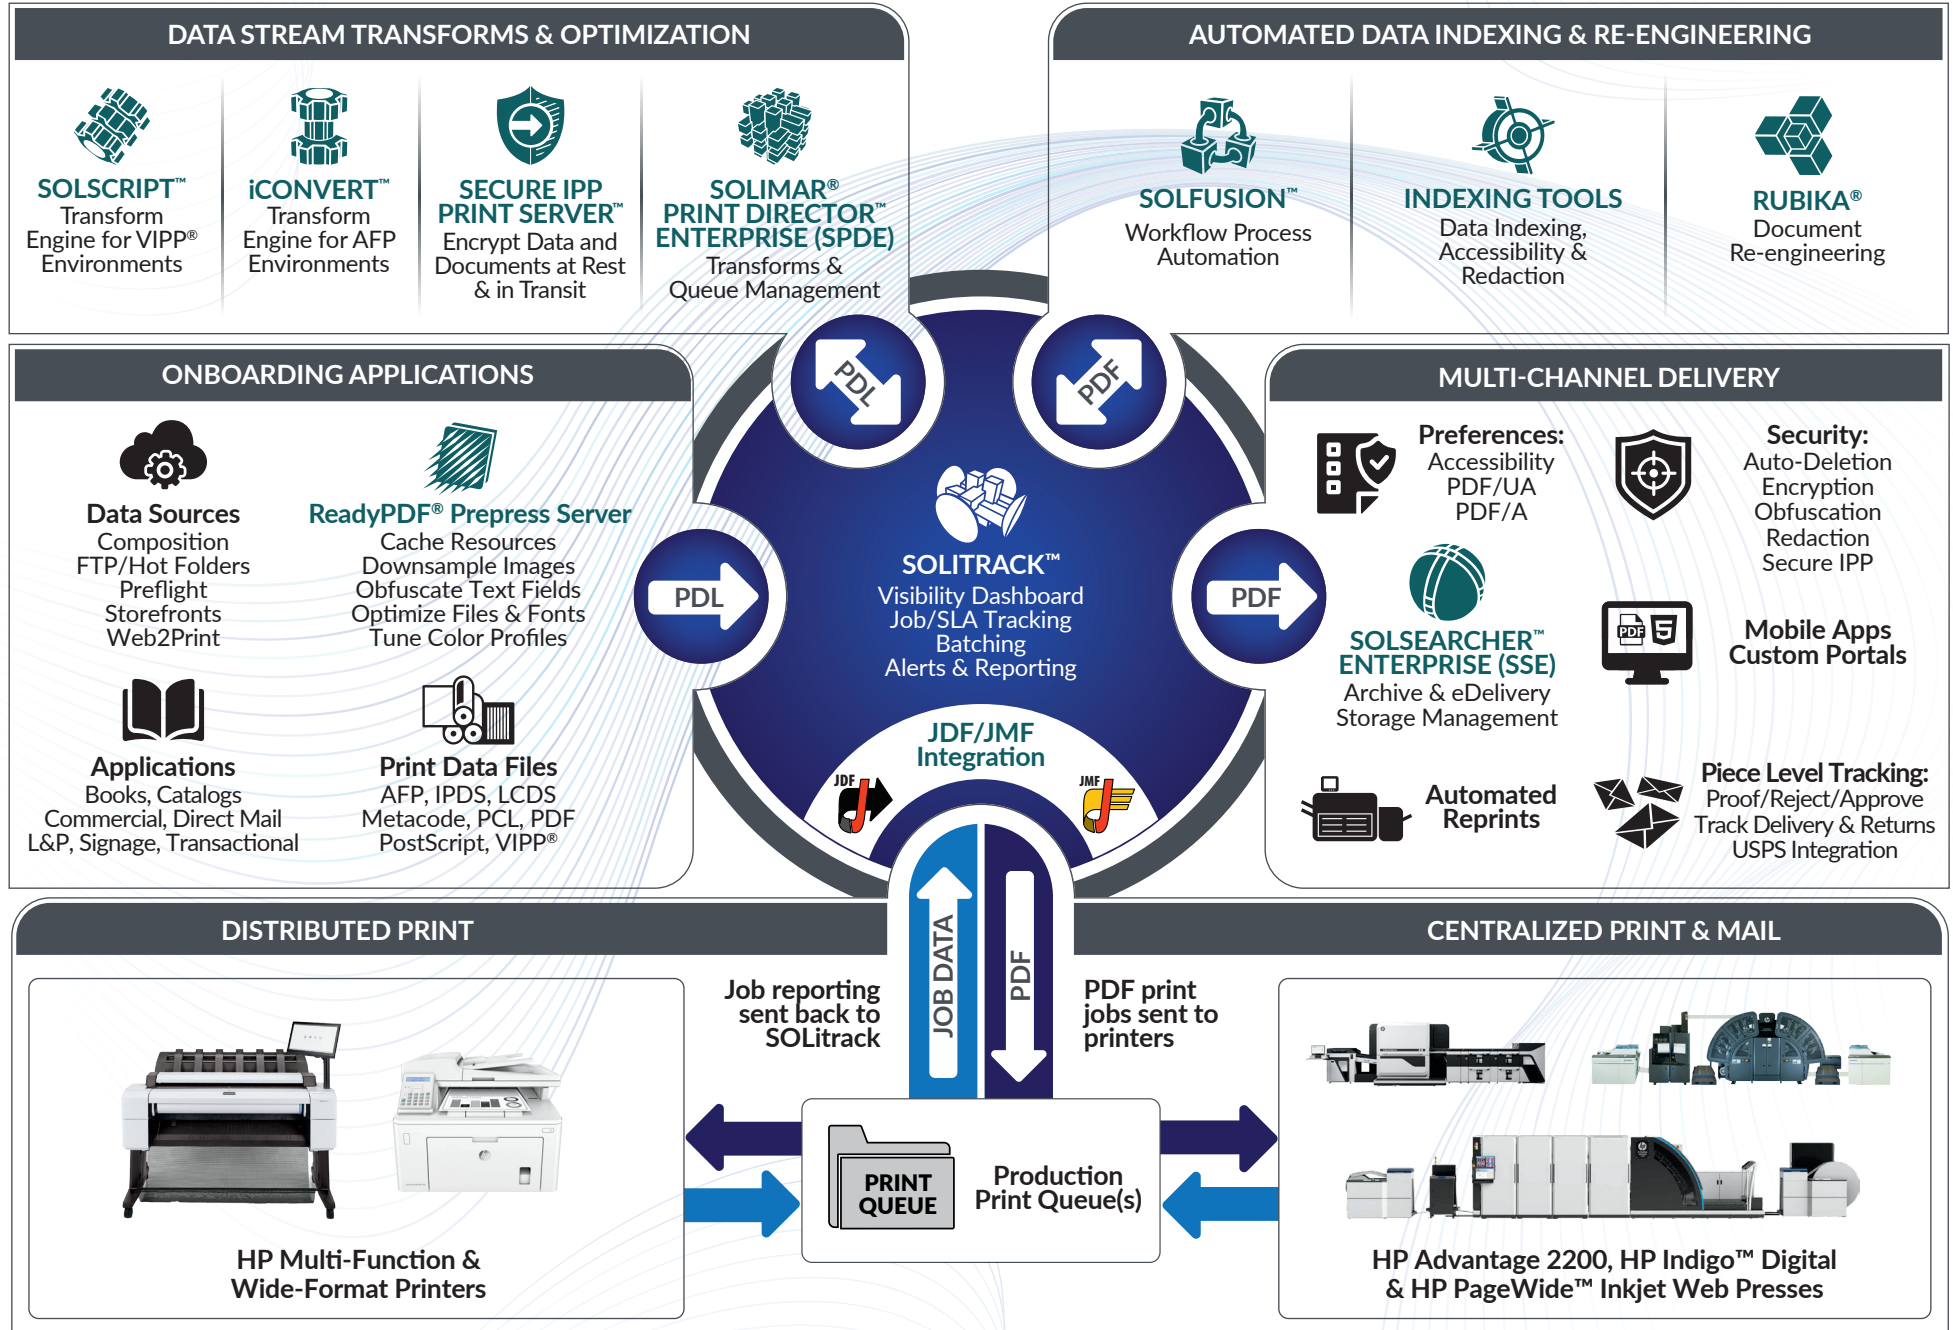 DATA STREAM TRANSFORMS & OPTIMIZATION
SOLSCRIPT™
Transform
Engine for VIPP®
Environments
iCONVERT™
Transform
Engine for AFP
Environments
SECURE IPP
PRINT SERVER™
Encrypt Data and
Documents at Rest
& in Transit
SOLIMAR®
PRINT DIRECTOR™
ENTERPRISE (SPDE)
Transforms &
Queue Management
AUTOMATED DATA INDEXING & RE-ENGINEERING
SOLFUSION™
Workflow Process
Automation
INDEXING TOOLS
Data Indexing,
Accessibility &
Redaction
RUBIKA®
Document
Re-engineering
ONBOARDING APPLICATIONS
Data Sources
Composition
FTP/Hot Folders
Preflight
Storefronts
Web2Print
ReadyPDF® Prepress Server
Cache Resources
Downsample Images
Obfuscate Text Fields
Optimize Files & Fonts
Tune Color Profiles
Applications
Books, Catalogs
Commercial, Direct Mail
L&P, Signage, Transactional
Print Data Files
AFP, IPDS, LCDS
Metacode, PCL, PDF
PostScript, VIPP®
PDL
PDF
PDL
PDF
SOLITRACK™
Visibility Dashboard
Job/SLA Tracking
Batching
Alerts & Reporting
JDF/JMF
Integration
JDF
JMF
MULTI-CHANNEL DELIVERY
Preferences:
Accessibility
PDF/UA
PDF/A
Security:
Auto-Deletion
Encryption
Obfuscation
Redaction
Secure IPP
SOLSEARCHER™
ENTERPRISE (SSE)
Archive & eDelivery
Storage Management
PDF
5
Mobile Apps
Custom Portals
Automated
Reprints
Piece Level Tracking:
Proof/Reject/Approve
Track Delivery & Returns
USPS Integration
DISTRIBUTED PRINT
HP Multi-Function &
Wide-Format Printers
Job reporting
sent back to
SOLitrack
JOB DATA
PDF
PDF print
jobs sent to
printers
PRINT
QUEUE
Production
Print Queue(s)
CENTRALIZED PRINT & MAIL
HP Advantage 2200, HP Indigo™ Digital
& HP PageWide™ Inkjet Web Presses